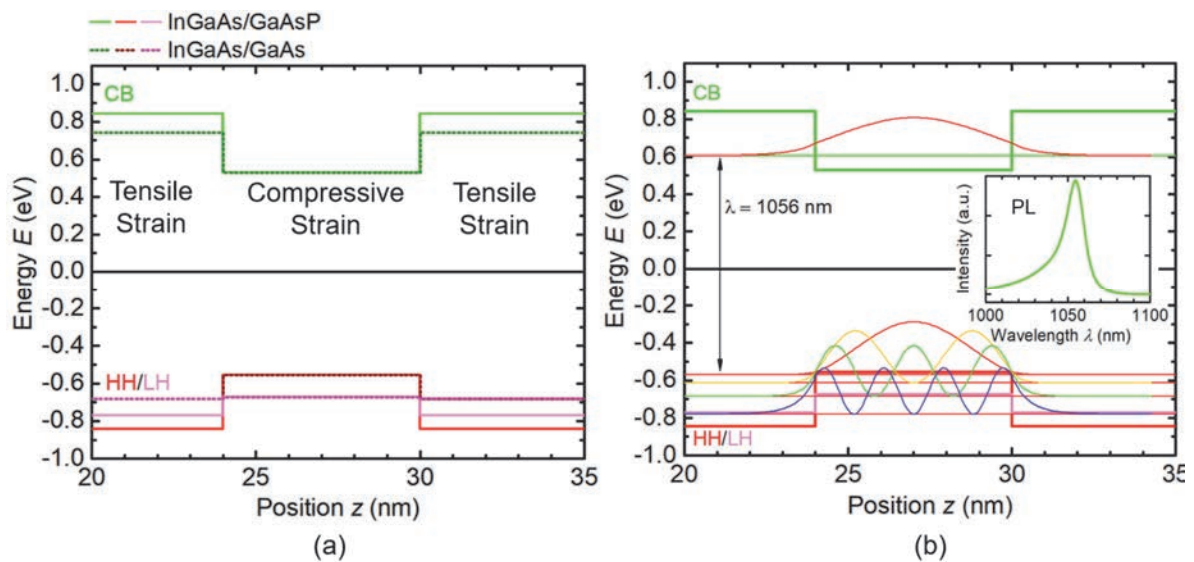 InGaAs/GaAsP
InGaAs/GaAs
1.0
0.8
0.6
0.4
0.2
0.0
-0.2
-0.4
-0.6
-0.8
-1.0
Energy E (eV)
CB
Tensile Strain
Compressive Strain
Tensile Strain
HH/LH
20
25
30
35
Position z (nm)
(a)
1.0
0.8
0.6
0.4
0.2
0.0
-0.2
-0.4
-0.6
-0.8
-1.0
Energy E (eV)
CB
λ = 1056 nm
PL
Intensity (a.u.)
1000
1050
1100
Wavelength λ (nm)
HH/LH
20
25
30
35
Position z (nm)
(b)